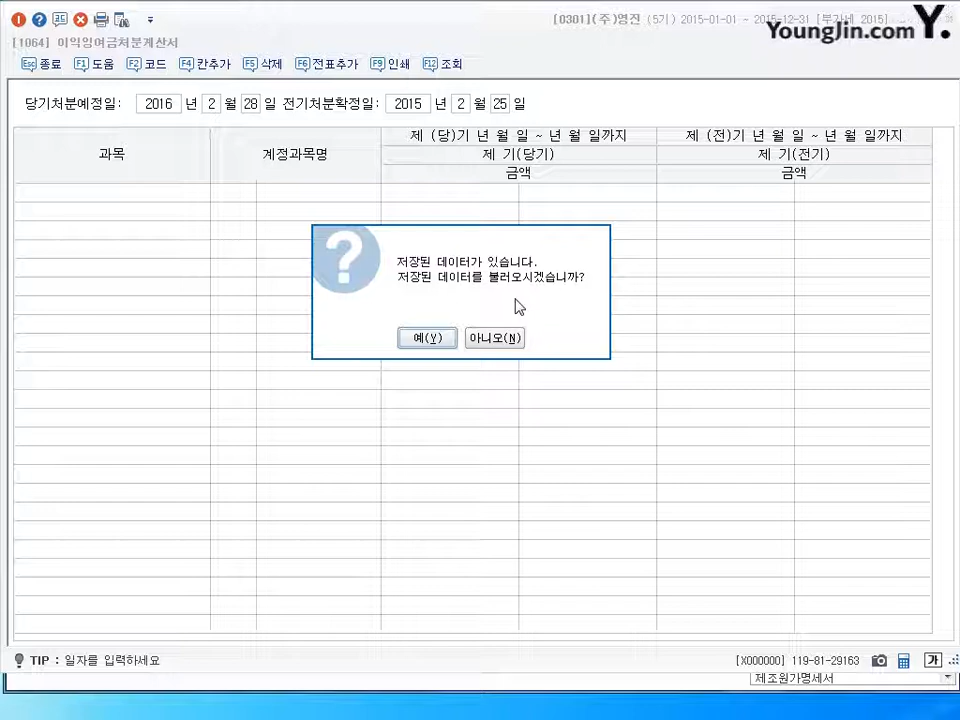 [0301](주)영진 (5기) 2015-01-01 ~ 2015-12-31 [부가세 2015]
YoungJin.com Y.
[1064] 이익잉여금처분계산서
Esc 종료 F1 도움 F2 코드 F4 칸추가 F5 삭제 F6 전표추가 F9 인쇄 F12 조회
당기처분예정일: 2016 년 2 월 28 일 전기처분확정일: 2015 년 2 월 25 일
과목
계정과목명
제 (당)기 년 월 일 ~ 년 월 일까지
제 기(당기)
금액
제 (전)기 년 월 일 ~ 년 월 일까지
제 기(전기)
금액
저장된 데이터가 있습니다.
저장된 데이터를 불러오시겠습니까?
예(Y) 아니오(N)
TIP : 일자를 입력하세요
[X000000] 119-81-29163 가
제조원가명세서